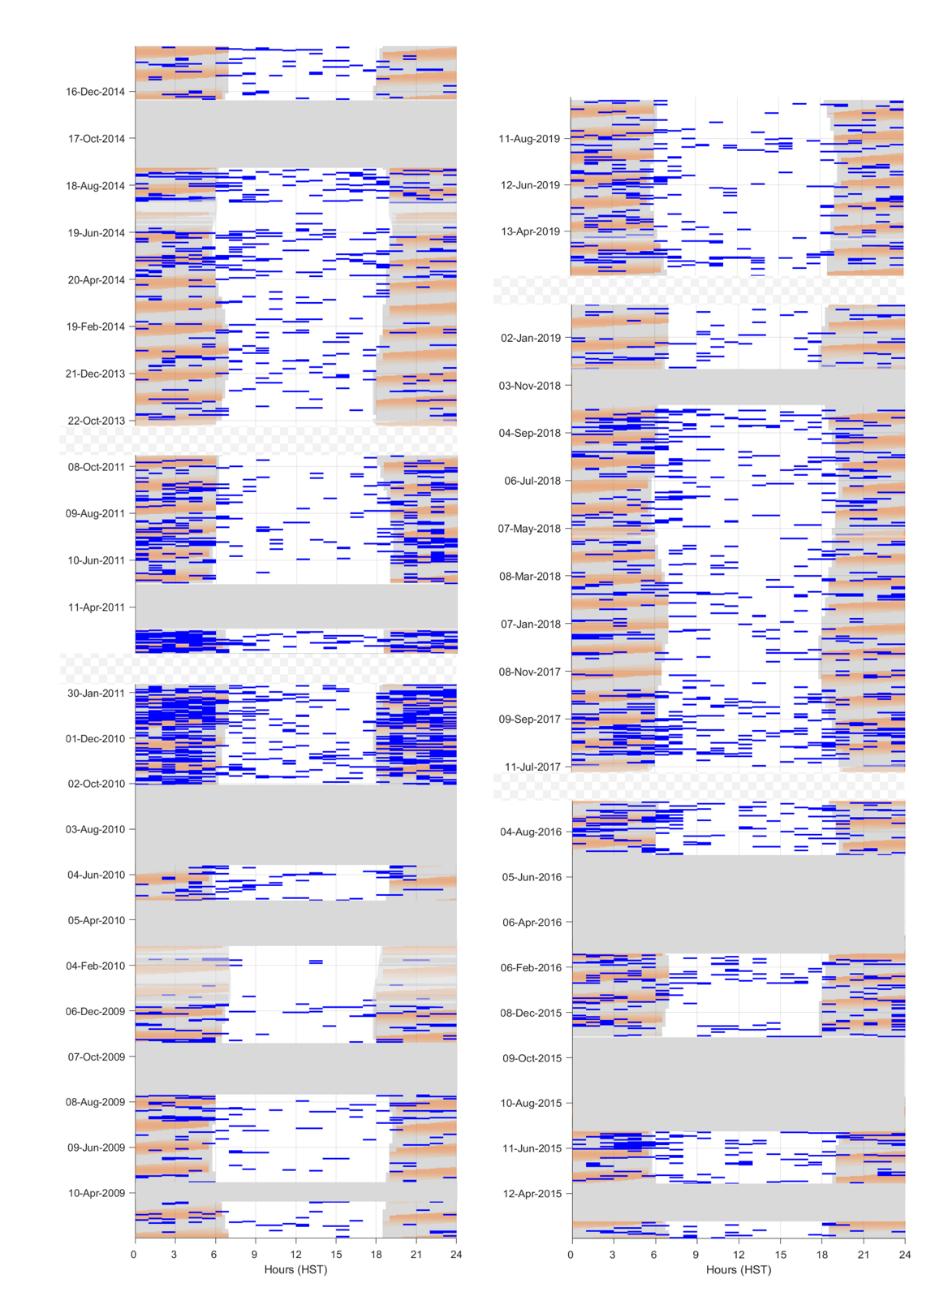 16-Dec-2014
17-Oct-2014
18-Aug-2014
19-Jun-2014
20-Apr-2014
19-Feb-2014
21-Dec-2013
22-Oct-2013
08-Oct-2011
09-Aug-2011
10-Jun-2011
11-Apr-2011
30-Jan-2011
01-Dec-2010
02-Oct-2010
03-Aug-2010
04-Jun-2010
05-Apr-2010
04-Feb-2010
06-Dec-2009
07-Oct-2009
08-Aug-2009
09-Jun-2009
10-Apr-2009
0 3 6 9 12 15 18 21 24
Hours (HST)
11-Aug-2019
12-Jun-2019
13-Apr-2019
02-Jan-2019
03-Nov-2018
04-Sep-2018
06-Jul-2018
07-May-2018
08-Mar-2018
07-Jan-2018
08-Nov-2017
09-Sep-2017
11-Jul-2017
04-Aug-2016
05-Jun-2016
06-Apr-2016
06-Feb-2016
08-Dec-2015
09-Oct-2015
10-Aug-2015
11-Jun-2015
12-Apr-2015
0 3 6 9 12 15 18 21 24
Hours (HST)